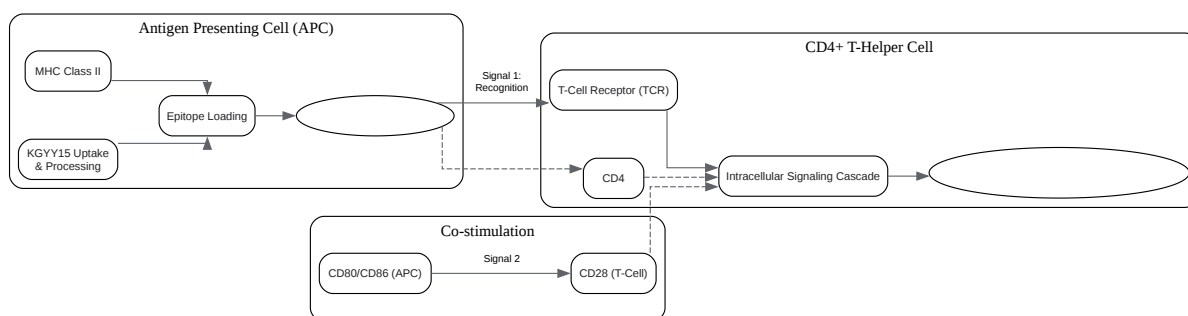 Antigen Presenting Cell (APC)
MHC Class II
Epitope Loading
KGYY15 Uptake
& Processing
Signal 1:
Recognition
CD4+ T-Helper Cell
T-Cell Receptor (TCR)
CD4
Intracellular Signaling Cascade
Co-stimulation
CD80/CD86 (APC)
Signal 2
CD28 (T-Cell)